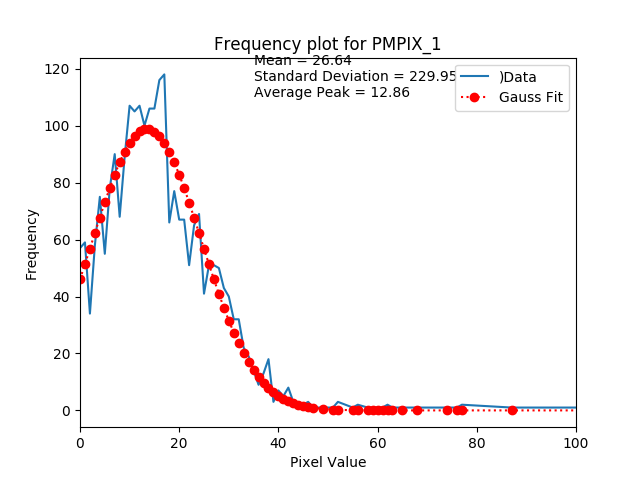 Frequency plot for PMPIX_1
Mean = 26.64
Standard Deviation = 229.95
Average Peak = 12.86
)Data
Gauss Fit
Frequency
120
100
80
60
40
20
0
0 20 40 60 80 100
Pixel Value